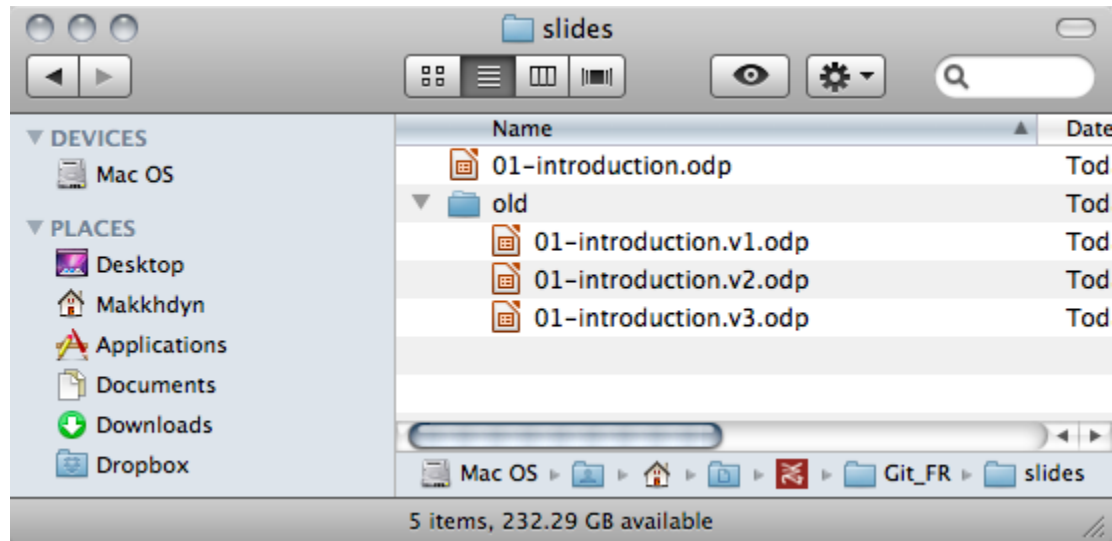 slides
Name
Date
DEVICES
Mac OS
PLACES
Desktop
Makkhdyn
Applications
Documents
Downloads
Dropbox
01-introduction.odp Tod
old Tod
01-introduction.v1.odp Tod
01-introduction.v2.odp Tod
01-introduction.v3.odp Tod
Mac OS Git_FR slides
5 items, 232.29 GB available